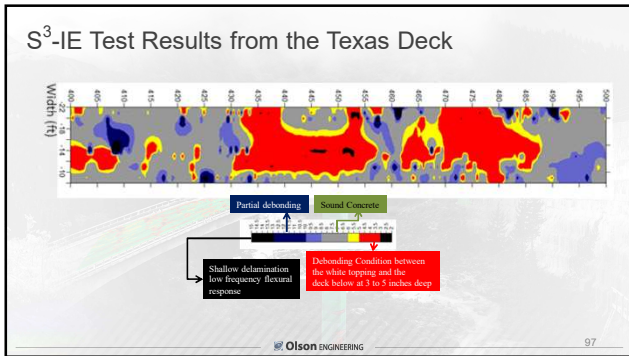 S³-IE Test Results from the Texas Deck
400 405 410 415 420 425 430 435 440 445 450 455 460 465 470 475 480 485 490 495 500
Width (ft)
-22
-18
-14
-10
Partial debonding
Sound Concrete
Shallow delamination
low frequency flexural
response
Debonding Condition between
the white topping and the
deck below at 3 to 5 inches deep
Olson ENGINEERING
97